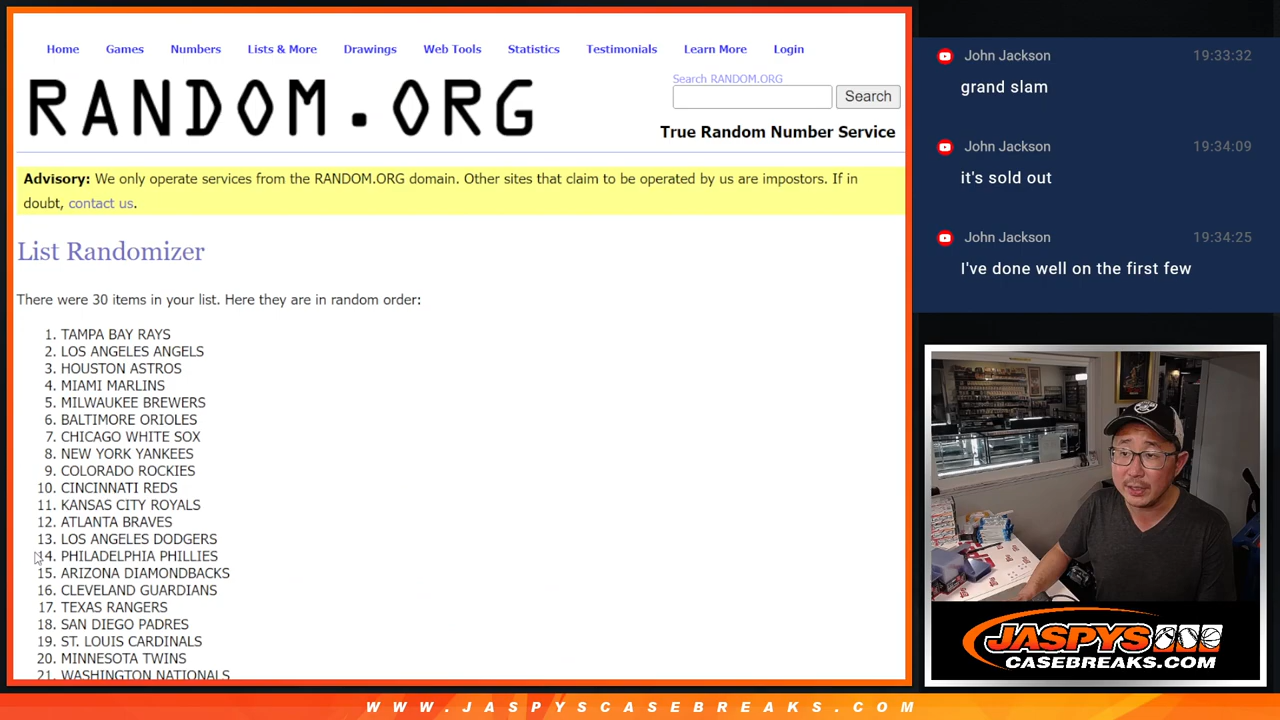 Home Games Numbers Lists & More Drawings Web Tools Statistics Testimonials Learn More Login
RANDOM.ORG
Search RANDOM.ORG
Search
True Random Number Service
Advisory: We only operate services from the RANDOM.ORG domain. Other sites that claim to be operated by us are impostors. If in
doubt, contact us.
List Randomizer
There were 30 items in your list. Here they are in random order:
1. TAMPA BAY RAYS
2. LOS ANGELES ANGELS
3. HOUSTON ASTROS
4. MIAMI MARLINS
5. MILWAUKEE BREWERS
6. BALTIMORE ORIOLES
7. CHICAGO WHITE SOX
8. NEW YORK YANKEES
9. COLORADO ROCKIES
10. CINCINNATI REDS
11. KANSAS CITY ROYALS
12. ATLANTA BRAVES
13. LOS ANGELES DODGERS
14. PHILADELPHIA PHILLIES
15. ARIZONA DIAMONDBACKS
16. CLEVELAND GUARDIANS
17. TEXAS RANGERS
18. SAN DIEGO PADRES
19. ST. LOUIS CARDINALS
20. MINNESOTA TWINS
21. WASHINGTON NATIONALS
John Jackson 19:33:32
grand slam
John Jackson 19:34:09
it's sold out
John Jackson 19:34:25
I've done well on the first few
JASPYS
CASEBREAKS.COM
WWW.JASPYSCASEBREAKS.COM